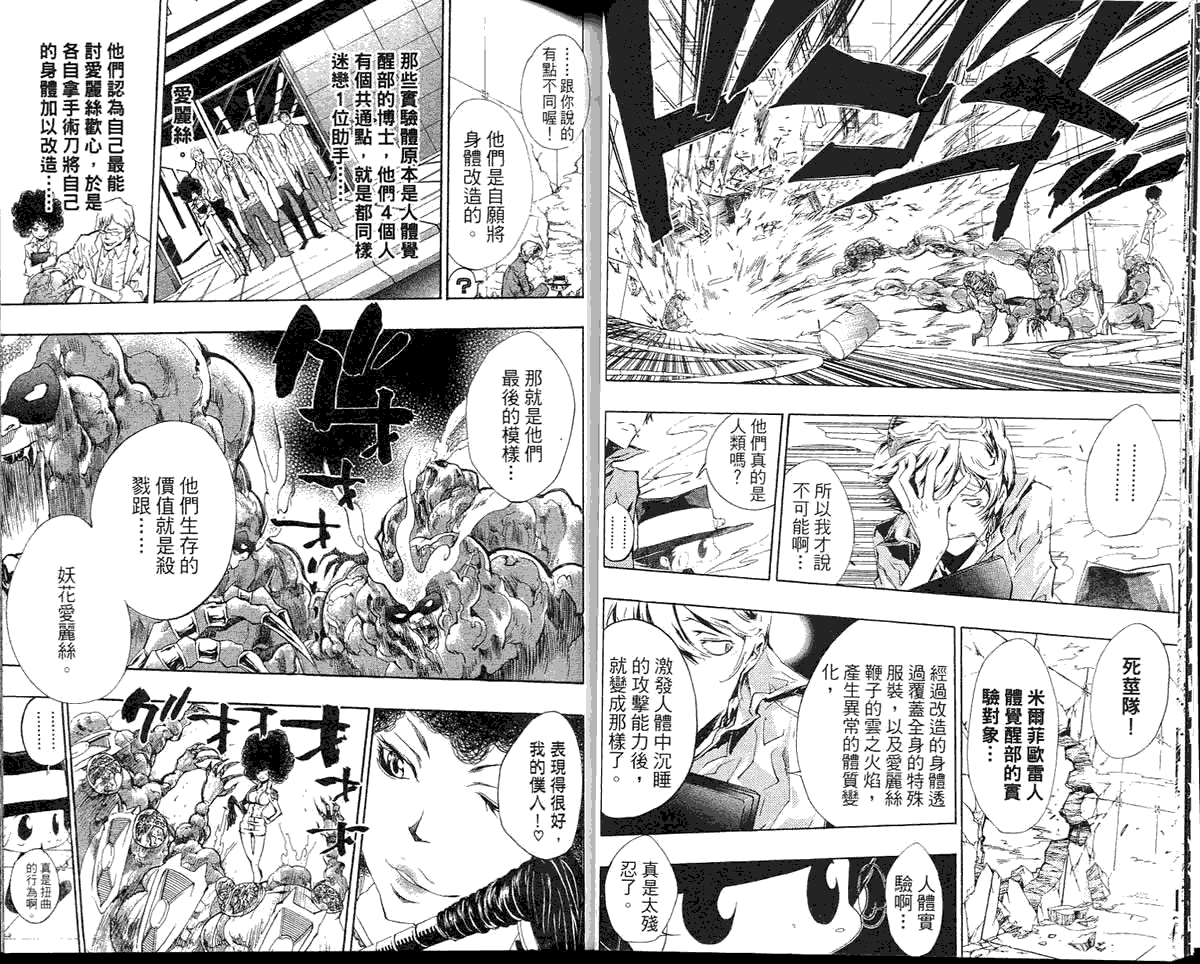 ドドドド
…………
所以我才說
不可能啊…
他們真的是
人類嗎？
……
死莖隊！
米爾菲歐雷人
體覺醒部的實
驗對象…
經過改造的身體透
過覆蓋全身的特殊
服裝，以及愛麗絲
鞭子的雲之火焰，
產生異常的體質變
化，
激發人體中沉睡
的攻擊能力後，
就變成那樣了。
人體實
驗啊…
真是太殘
忍了。
……跟你說的
有點不同喔！
他們是自願將
身體改造的。
?
那些實驗體原本是人體覺
醒部的博士，他們4個人
有個共通點，就是都同樣
迷戀1位助手……
愛麗絲。
他們認為自己最能
討愛麗絲歡心，於是
各自拿手術刀將自己
的身體加以改造……
那就是他們
最後的模樣…
グギオオ
他們生存的
價值就是殺
戮跟……
妖花愛麗絲。
表現得很好，
我的僕人！♡
グオオオ
……
真是扭曲
的行為啊。